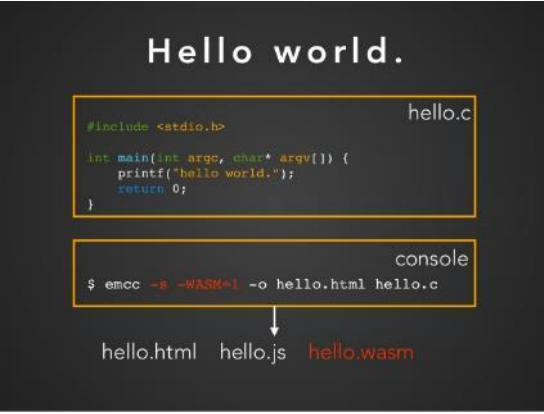 Hello world.
hello.c
#include <stdio.h>
int main(int argc, char* argv[]) {
printf("hello world.");
return 0;
}
console
$ emcc -s -WASM=1 -o hello.html hello.c
hello.html hello.js hello.wasm